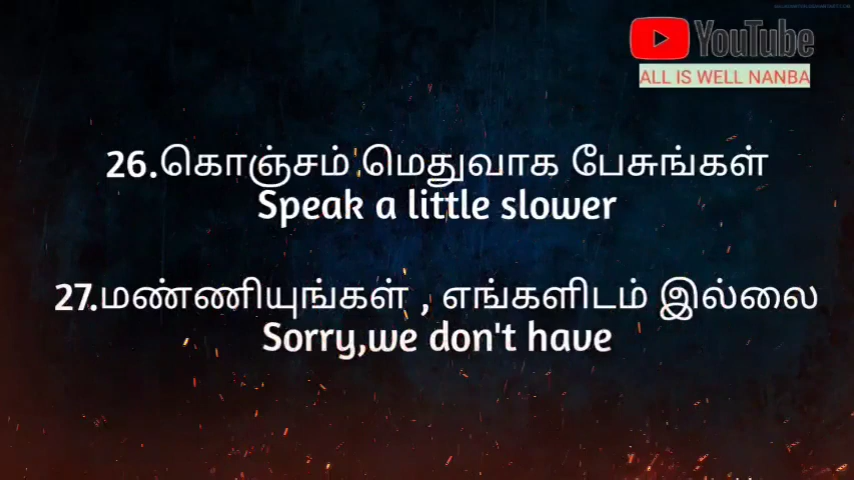 YouTube
ALL IS WELL NANBA
26.கொஞ்சம் மெதுவாக பேசுங்கள்
Speak a little slower
27.மண்ணியுங்கள் , எங்களிடம் இல்லை
Sorry,we don't have